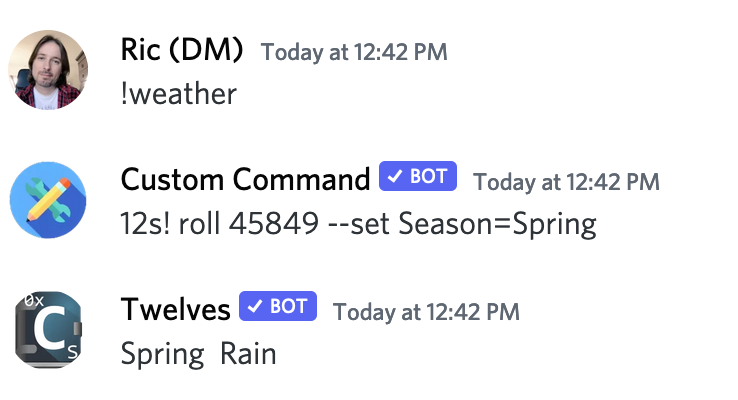 Ric (DM) Today at 12:42 PM
!weather
Custom Command ✓ BOT Today at 12:42 PM
12s! roll 45849 --set Season=Spring
0x
C
s
Twelves ✓ BOT Today at 12:42 PM
Spring  Rain